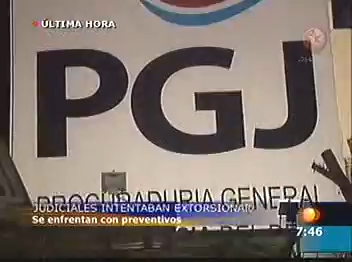 ÚLTIMA HORA
PGJ
PROCURADURIA GENERAL
JUDICIALES INTENTABAN EXTORSIONAR
Se enfrentan con preventivos
7:46